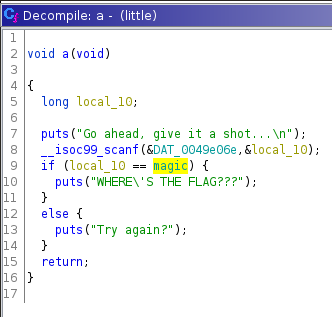 Decompile: a - (little)
1
2 void a(void)
3
4 {
5 long local_10;
6
7 puts("Go ahead, give it a shot...\n");
8 __isoc99_scanf(&DAT_0049e06e,&local_10);
9 if (local_10 == magic) {
10 puts("WHERE\'S THE FLAG???");
11 }
12 else {
13 puts("Try again?");
14 }
15 return;
16 }
17